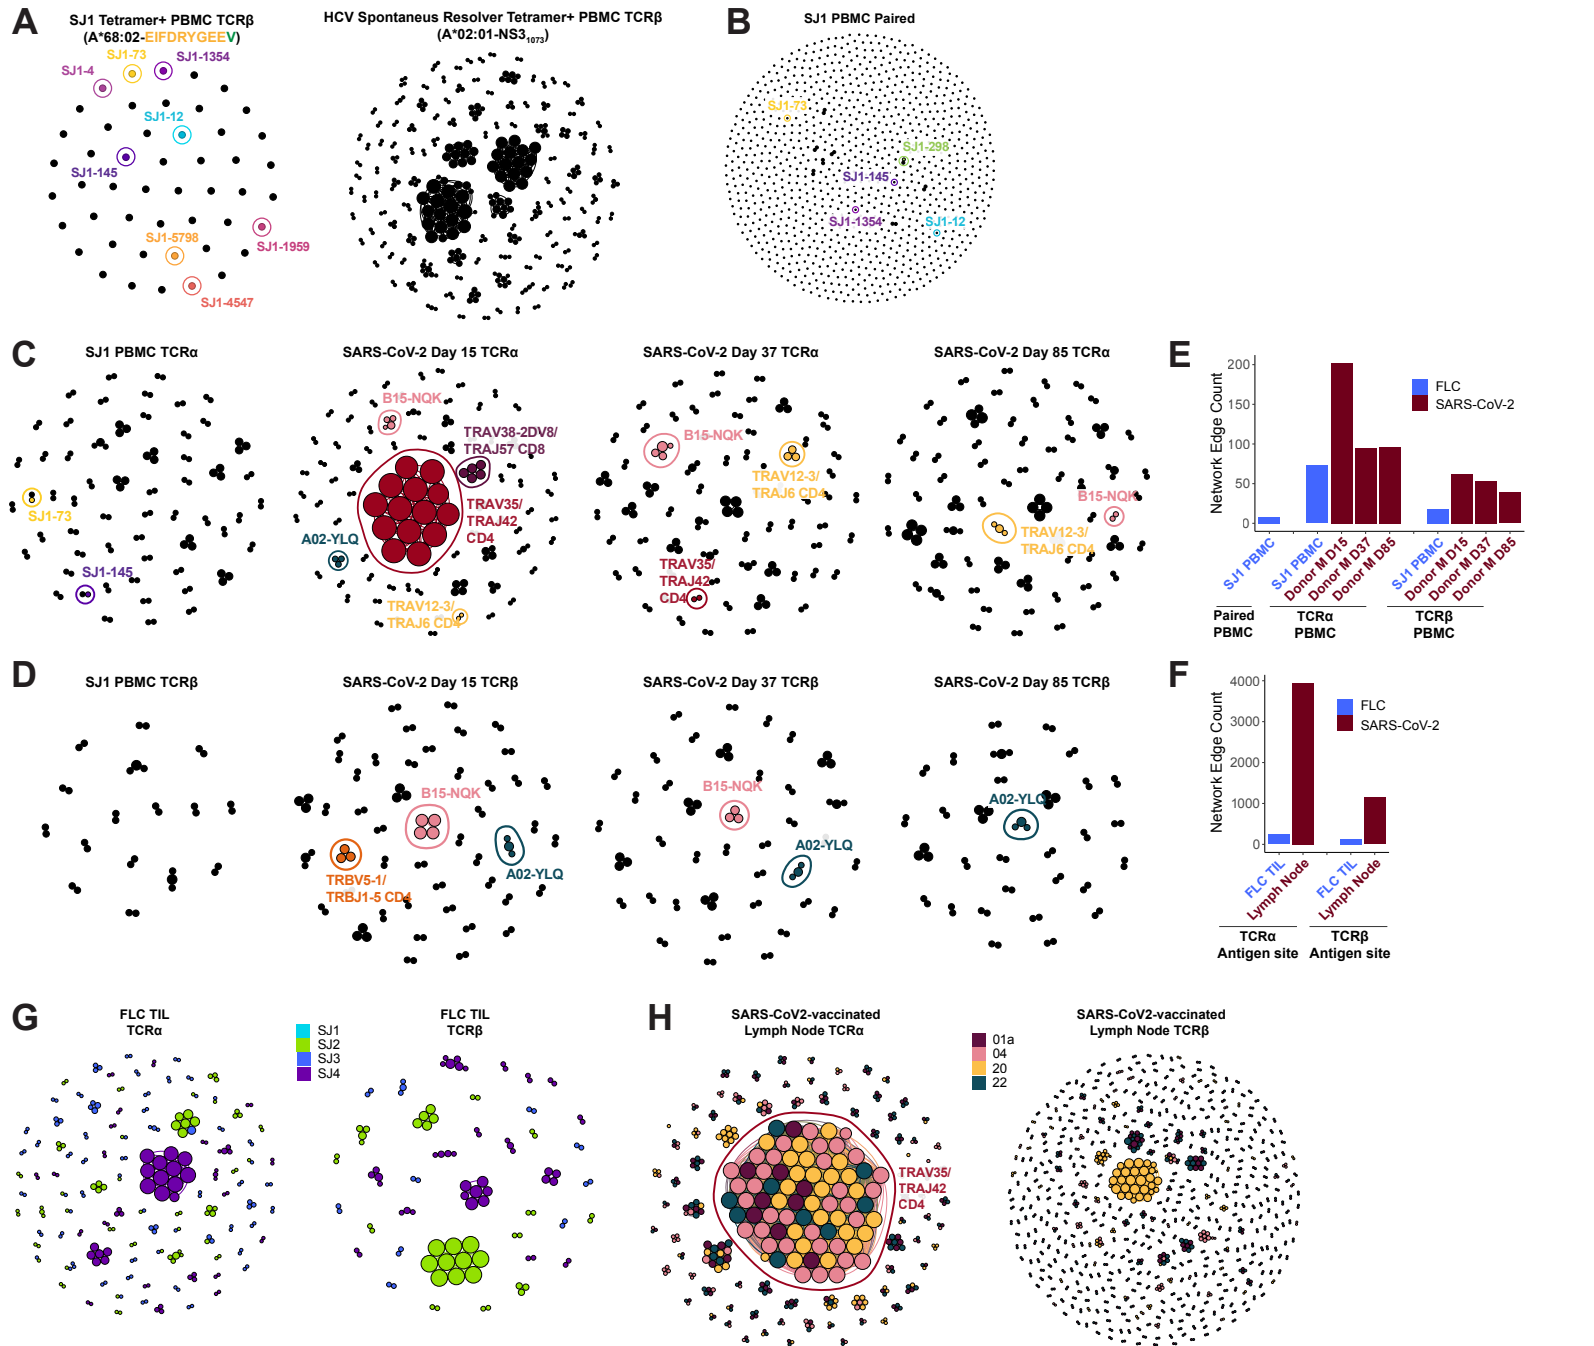 A
SJ1 Tetramer+ PBMC TCRβ
(A*68:02-EIFDRYGEEV)
SJ1-73
SJ1-1354
SJ1-4
SJ1-12
SJ1-145
SJ1-5798
SJ1-1959
SJ1-4547
HCV Spontaneus Resolver Tetramer+ PBMC TCRβ
(A*02:01-NS31073)
B
SJ1 PBMC Paired
SJ1-73
SJ1-298
SJ1-145
SJ1-1354
SJ1-12
C
SJ1 PBMC TCRα
SJ1-73
SJ1-145
SARS-CoV-2 Day 15 TCRα
B15-NQK
TRAV38-2DV8/
TRAJ57 CD8
TRAV35/
TRAJ42
CD4
A02-YLQ
TRAV12-3/
TRAJ6 CD4
SARS-CoV-2 Day 37 TCRα
B15-NQK
TRAV12-3/
TRAJ6 CD4
TRAV35/
TRAJ42
CD4
SARS-CoV-2 Day 85 TCRα
B15-NQK
TRAV12-3/
TRAJ6 CD4
D
SJ1 PBMC TCRβ
SARS-CoV-2 Day 15 TCRβ
B15-NQK
A02-YLQ
TRBV5-1/
TRBJ1-5 CD4
SARS-CoV-2 Day 37 TCRβ
B15-NQK
A02-YLQ
SARS-CoV-2 Day 85 TCRβ
A02-YLQ
E
Network Edge Count
200
150
100
50
0
FLC
SARS-CoV-2
SJ1 PBMC
SJ1 PBMC
Donor M D15
Donor M D37
Donor M D85
SJ1 PBMC
Donor M D15
Donor M D37
Donor M D85
Paired
PBMC
TCRα
PBMC
TCRβ
PBMC
F
Network Edge Count
4000
3000
2000
1000
0
FLC
SARS-CoV-2
FLC TIL
Lymph Node
FLC TIL
Lymph Node
TCRα
Antigen site
TCRβ
Antigen site
G
FLC TIL
TCRα
SJ1
SJ2
SJ3
SJ4
FLC TIL
TCRβ
H
SARS-CoV2-vaccinated
Lymph Node TCRα
TRAV35/
TRAJ42
CD4
01a
04
20
22
SARS-CoV2-vaccinated
Lymph Node TCRβ